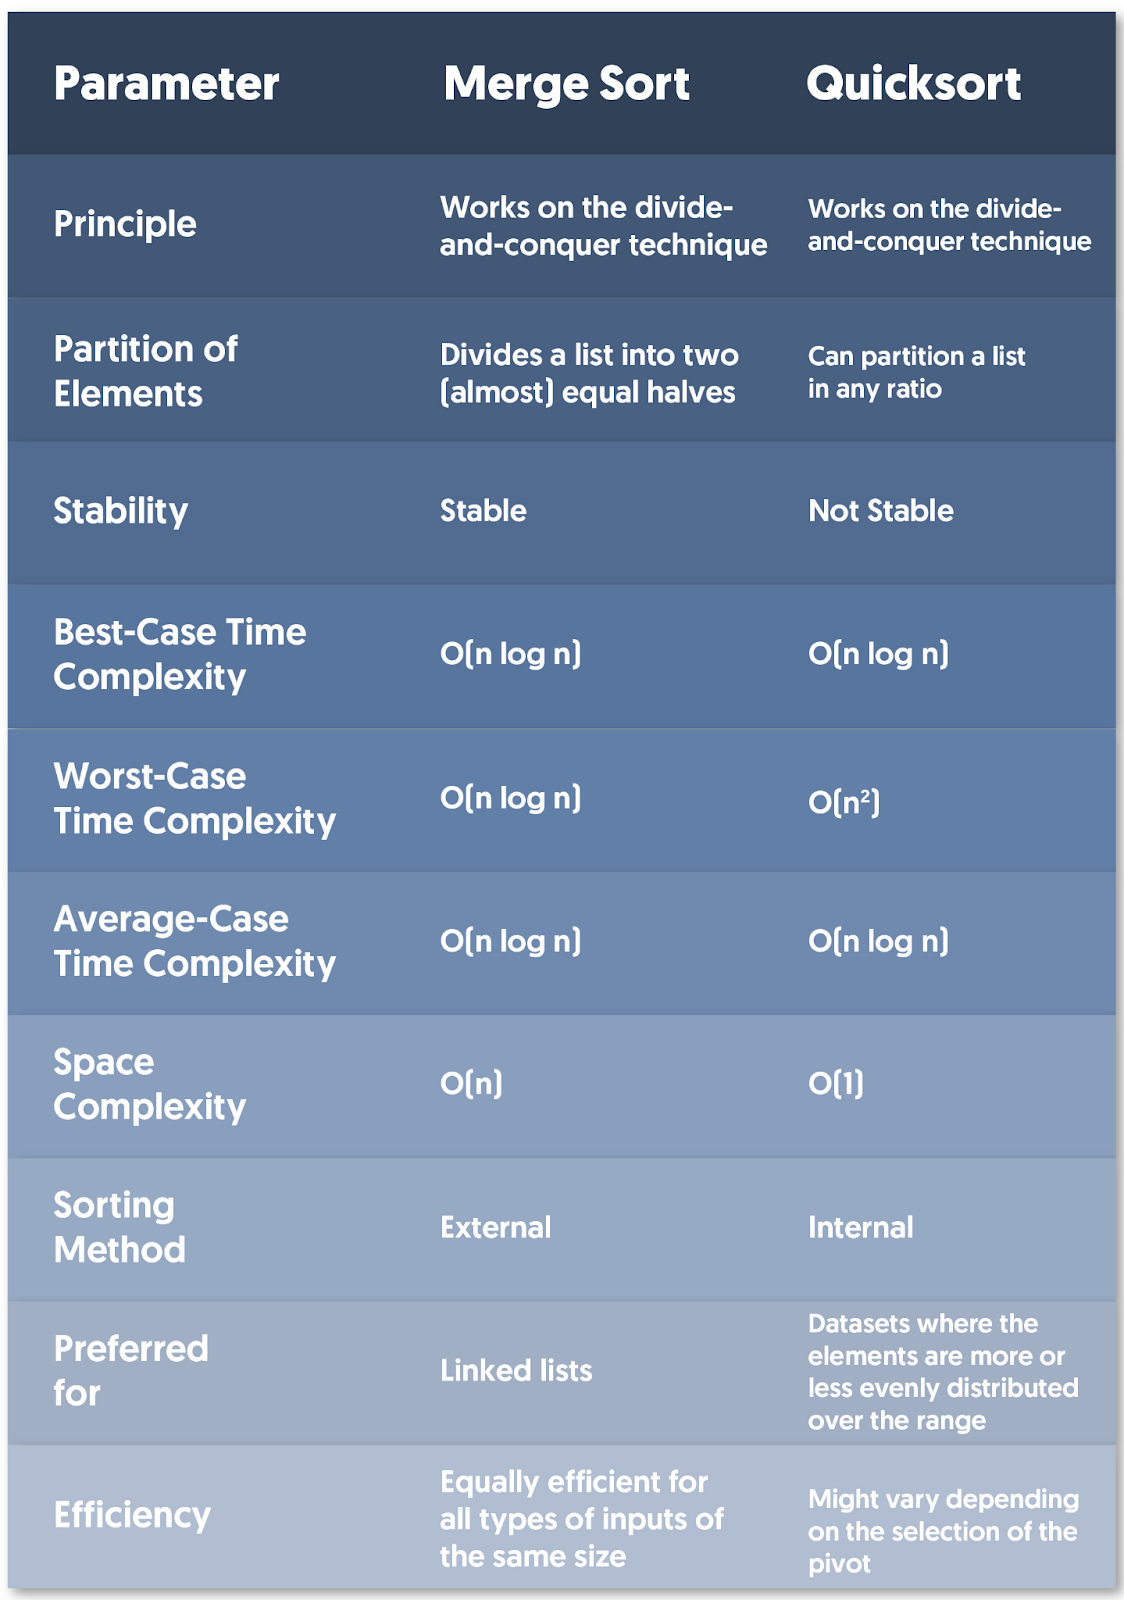 Parameter Merge Sort Quicksort
Principle
Works on the divide-
and-conquer technique
Works on the divide-
and-conquer technique
Partition of
Elements
Divides a list into two
(almost) equal halves
Can partition a list
in any ratio
Stability
Stable
Not Stable
Best-Case Time
Complexity
O(n log n)
O(n log n)
Worst-Case
Time Complexity
O(n log n)
O(n²)
Average-Case
Time Complexity
O(n log n)
O(n log n)
Space
Complexity
O(n)
O(1)
Sorting
Method
External
Internal
Preferred
for
Linked lists
Datasets where the
elements are more or
less evenly distributed
over the range
Efficiency
Equally efficient for
all types of inputs of
the same size
Might vary depending
on the selection of the
pivot